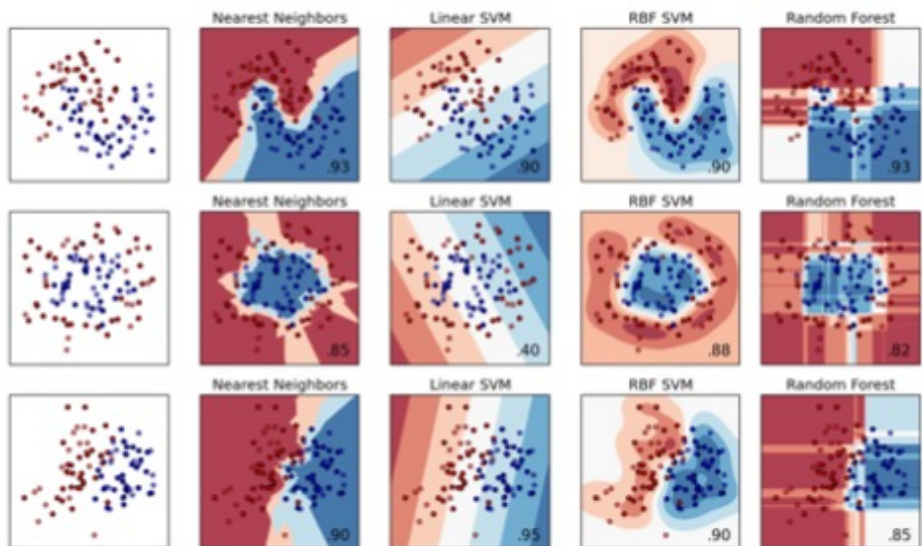 Nearest Neighbors Linear SVM RBF SVM Random Forest
.93 .90 .90 .93
Nearest Neighbors Linear SVM RBF SVM Random Forest
.85 .40 .88 .82
Nearest Neighbors Linear SVM RBF SVM Random Forest
.90 .95 .90 .85